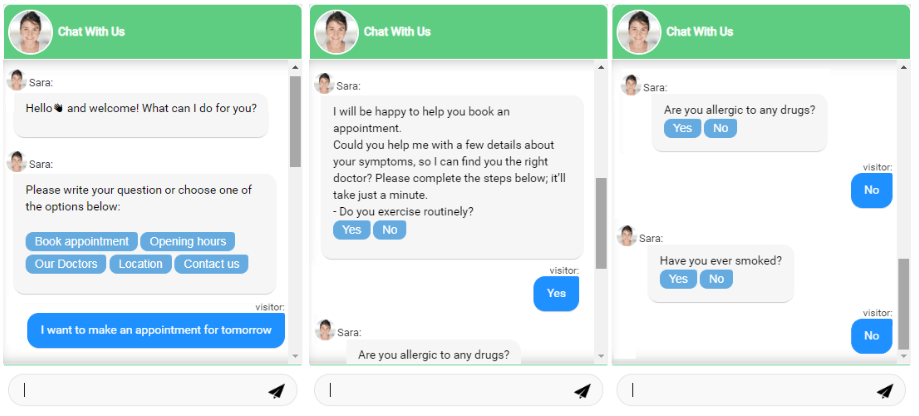 Chat With Us
Sara:
Hello👋 and welcome! What can I do for you?
Sara:
Please write your question or choose one of
the options below:
Book appointment Opening hours
Our Doctors Location Contact us
visitor:
I want to make an appointment for tomorrow
Chat With Us
Sara:
I will be happy to help you book an
appointment.
Could you help me with a few details about
your symptoms, so I can find you the right
doctor? Please complete the steps below; it'll
take just a minute.
- Do you exercise routinely?
Yes No
visitor:
Yes
Sara:
Are you allergic to any drugs?
Chat With Us
Sara:
Are you allergic to any drugs?
Yes No
visitor:
No
Sara:
Have you ever smoked?
Yes No
visitor:
No